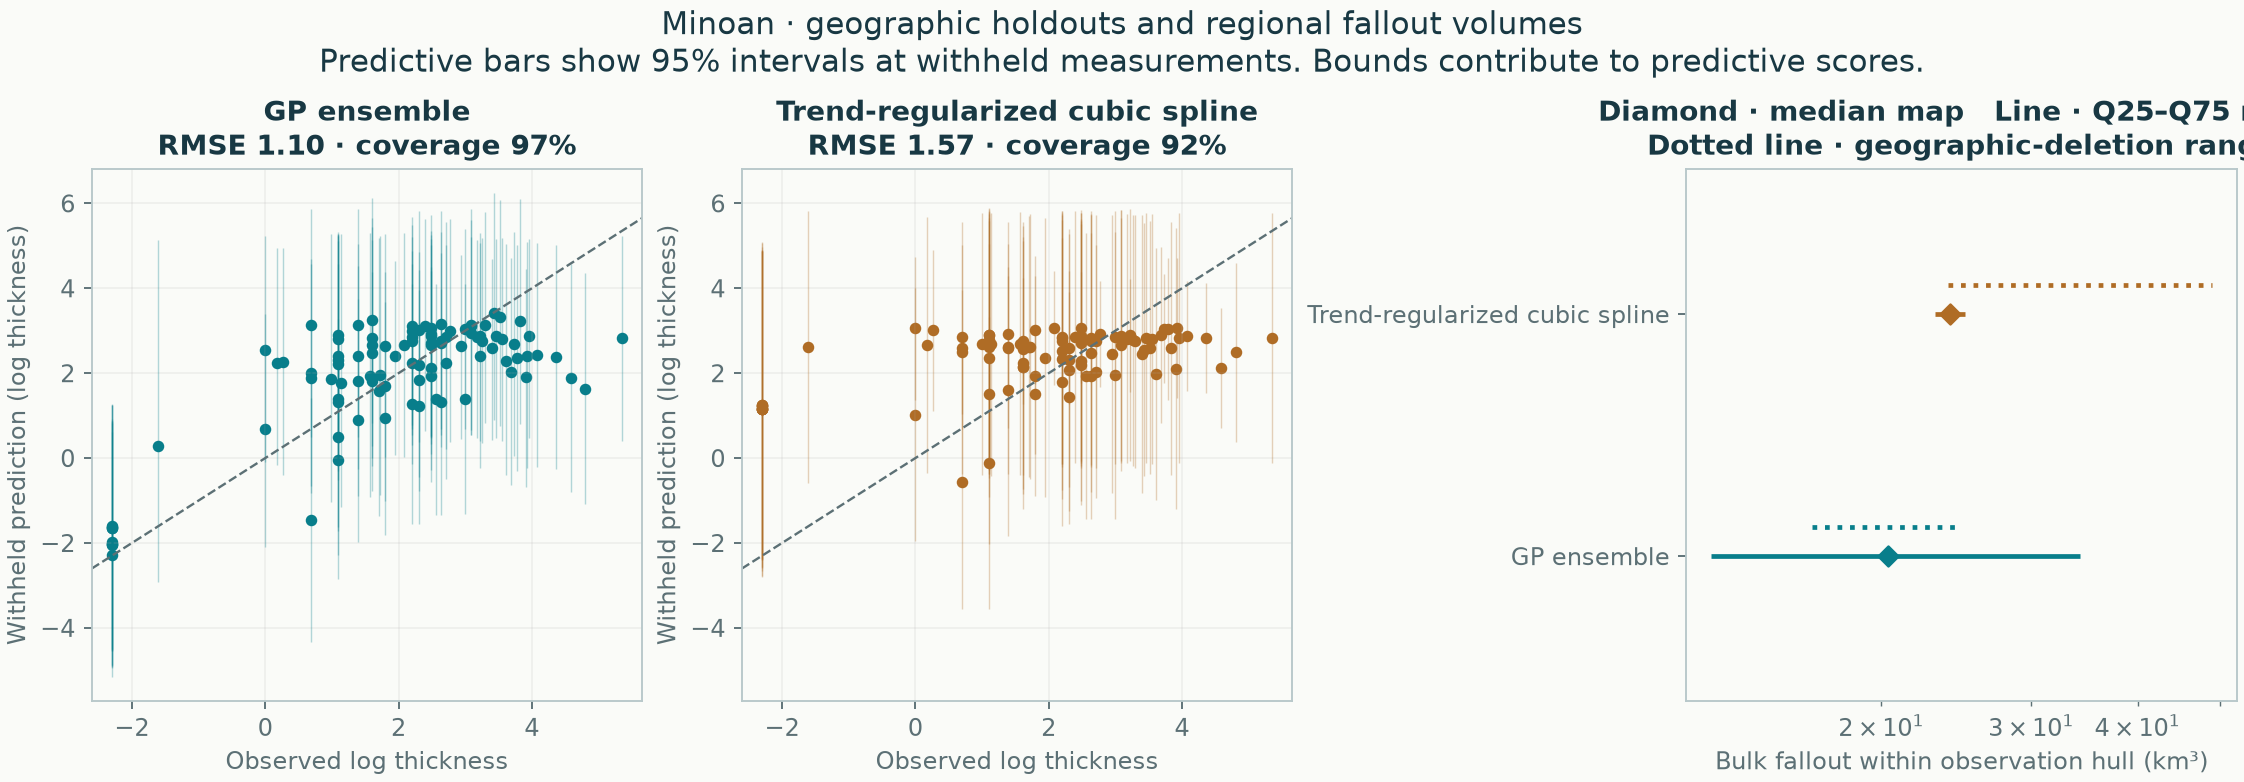 Minoan · geographic holdouts and regional fallout volumes
Predictive bars show 95% intervals at withheld measurements. Bounds contribute to predictive scores.
GP ensemble
RMSE 1.10 · coverage 97%
Withheld prediction (log thickness)
6
4
2
0
−2
−4
−2 0 2 4
Observed log thickness
Trend-regularized cubic spline
RMSE 1.57 · coverage 92%
Withheld prediction (log thickness)
6
4
2
0
−2
−4
−2 0 2 4
Observed log thickness
Diamond · median map Line · Q25–Q75
Dotted line · geographic-deletion
Trend-regularized cubic spline
GP ensemble
2 × 10¹ 3 × 10¹ 4 × 10¹
Bulk fallout within observation hull (km³)